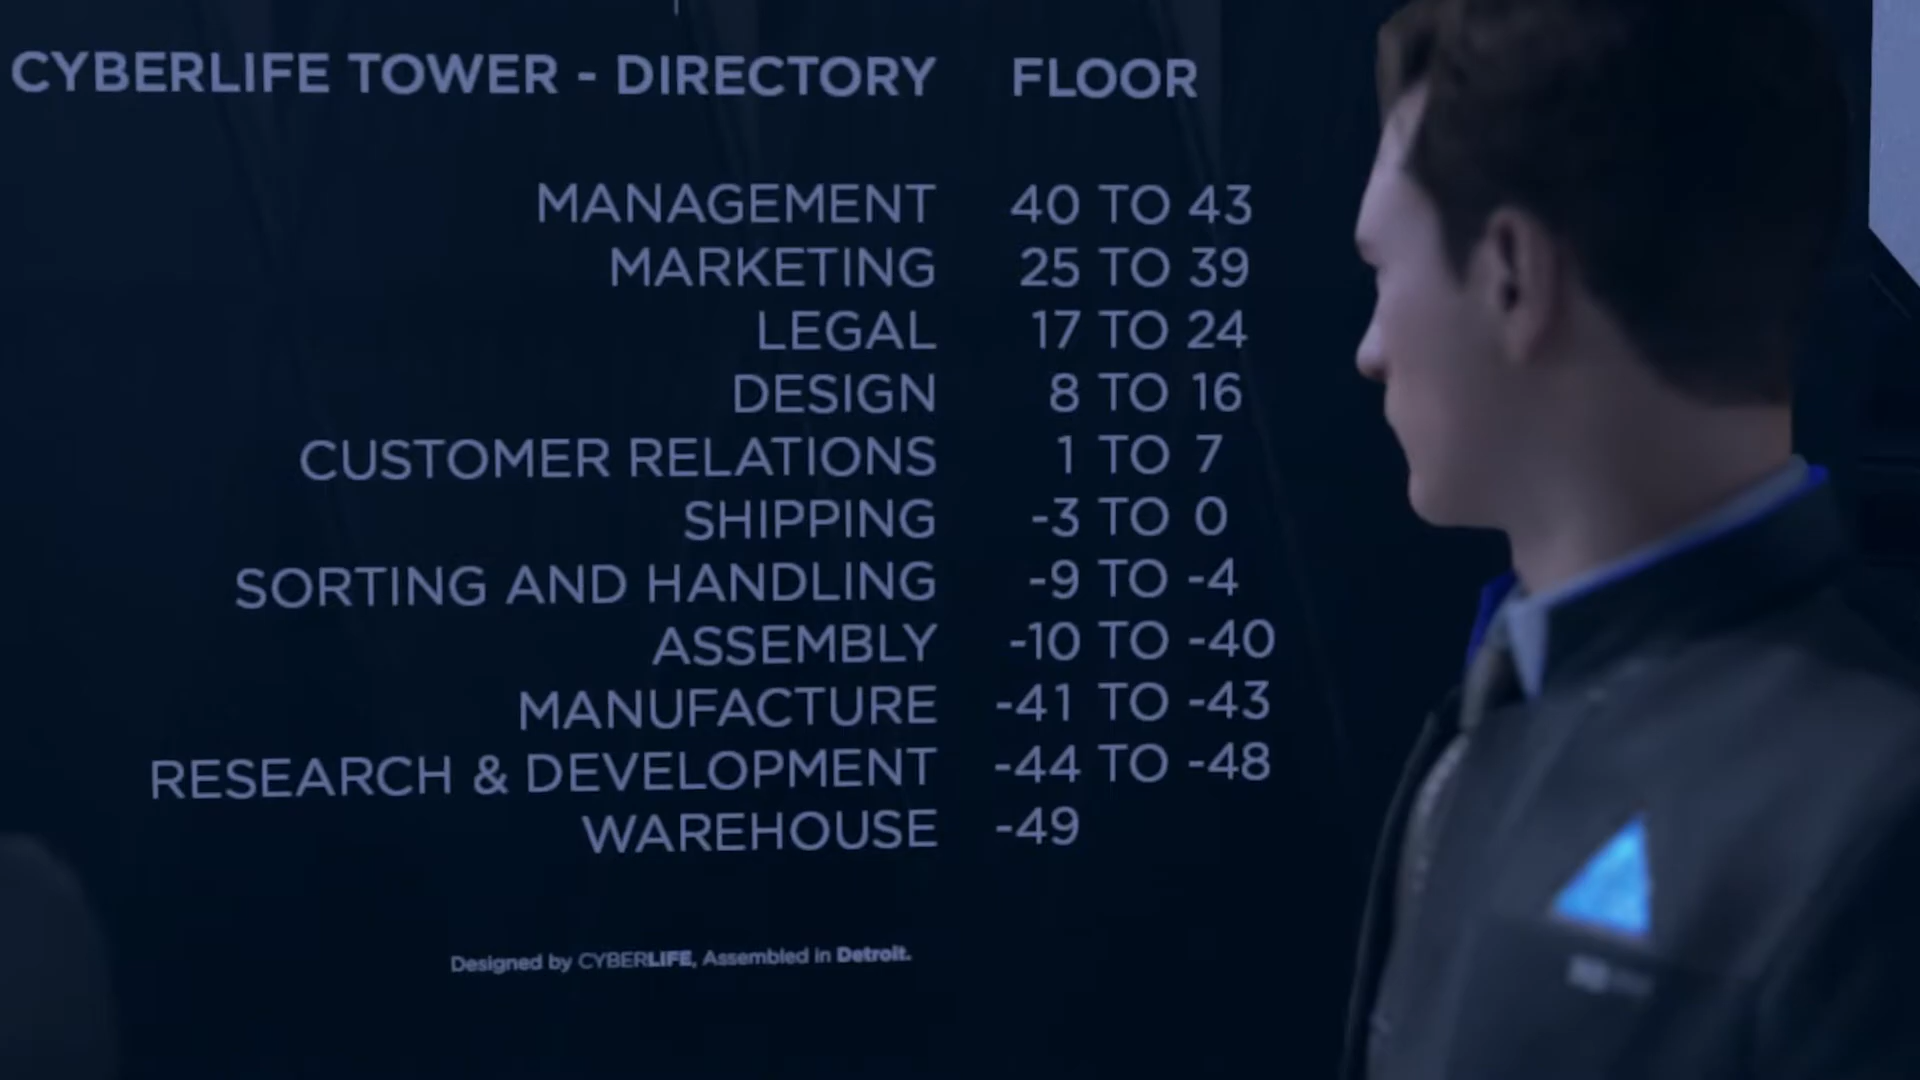 CYBERLIFE TOWER - DIRECTORY FLOOR
MANAGEMENT 40 TO 43
MARKETING 25 TO 39
LEGAL 17 TO 24
DESIGN 8 TO 16
CUSTOMER RELATIONS 1 TO 7
SHIPPING -3 TO 0
SORTING AND HANDLING -9 TO -4
ASSEMBLY -10 TO -40
MANUFACTURE -41 TO -43
RESEARCH & DEVELOPMENT -44 TO -48
WAREHOUSE -49
Designed by CYBERLIFE, Assembled in Detroit.